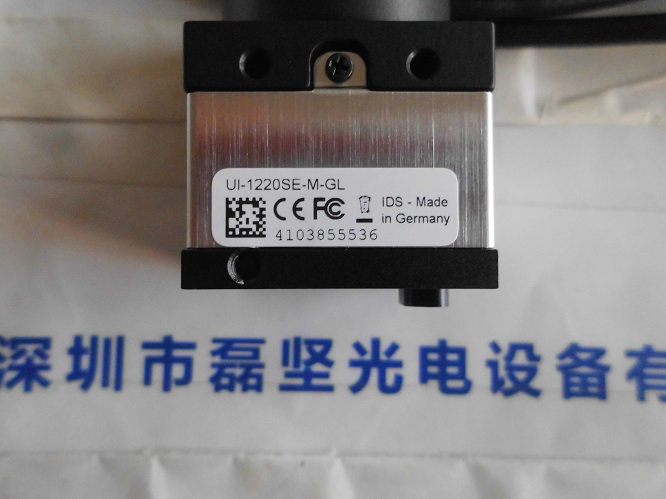 UI-1220SE-M-GL
CE FC IDS - Made
in Germany
4103855536
深圳市磊坚光电设备有